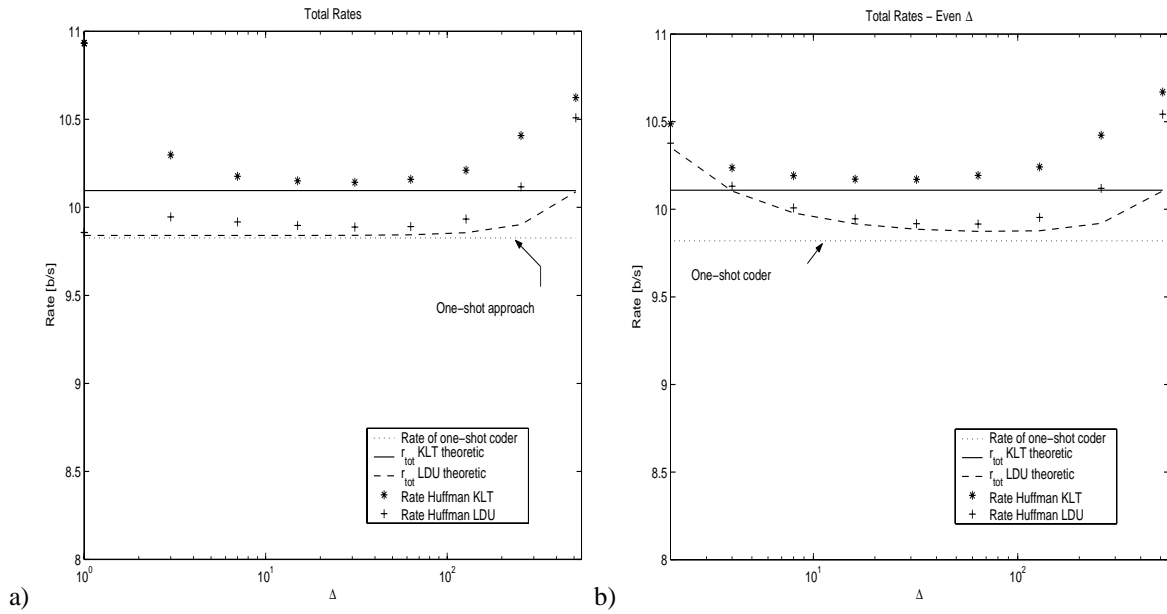 Total Rates
11
10.5
10
9.5
9
8.5
8
Rate [b/s]
10^0
10^1
10^2
Δ
One−shot approach
Rate of one−shot coder
r_tot KLT theoretic
r_tot LDU theoretic
Rate Huffman KLT
Rate Huffman LDU
a)
Total Rates − Even Δ
11
10.5
10
9.5
9
8.5
8
Rate [b/s]
10^1
10^2
Δ
One−shot coder
Rate of one−shot coder
r_tot KLT theoretic
r_tot LDU theoretic
Rate Huffman KLT
Rate Huffman LDU
b)